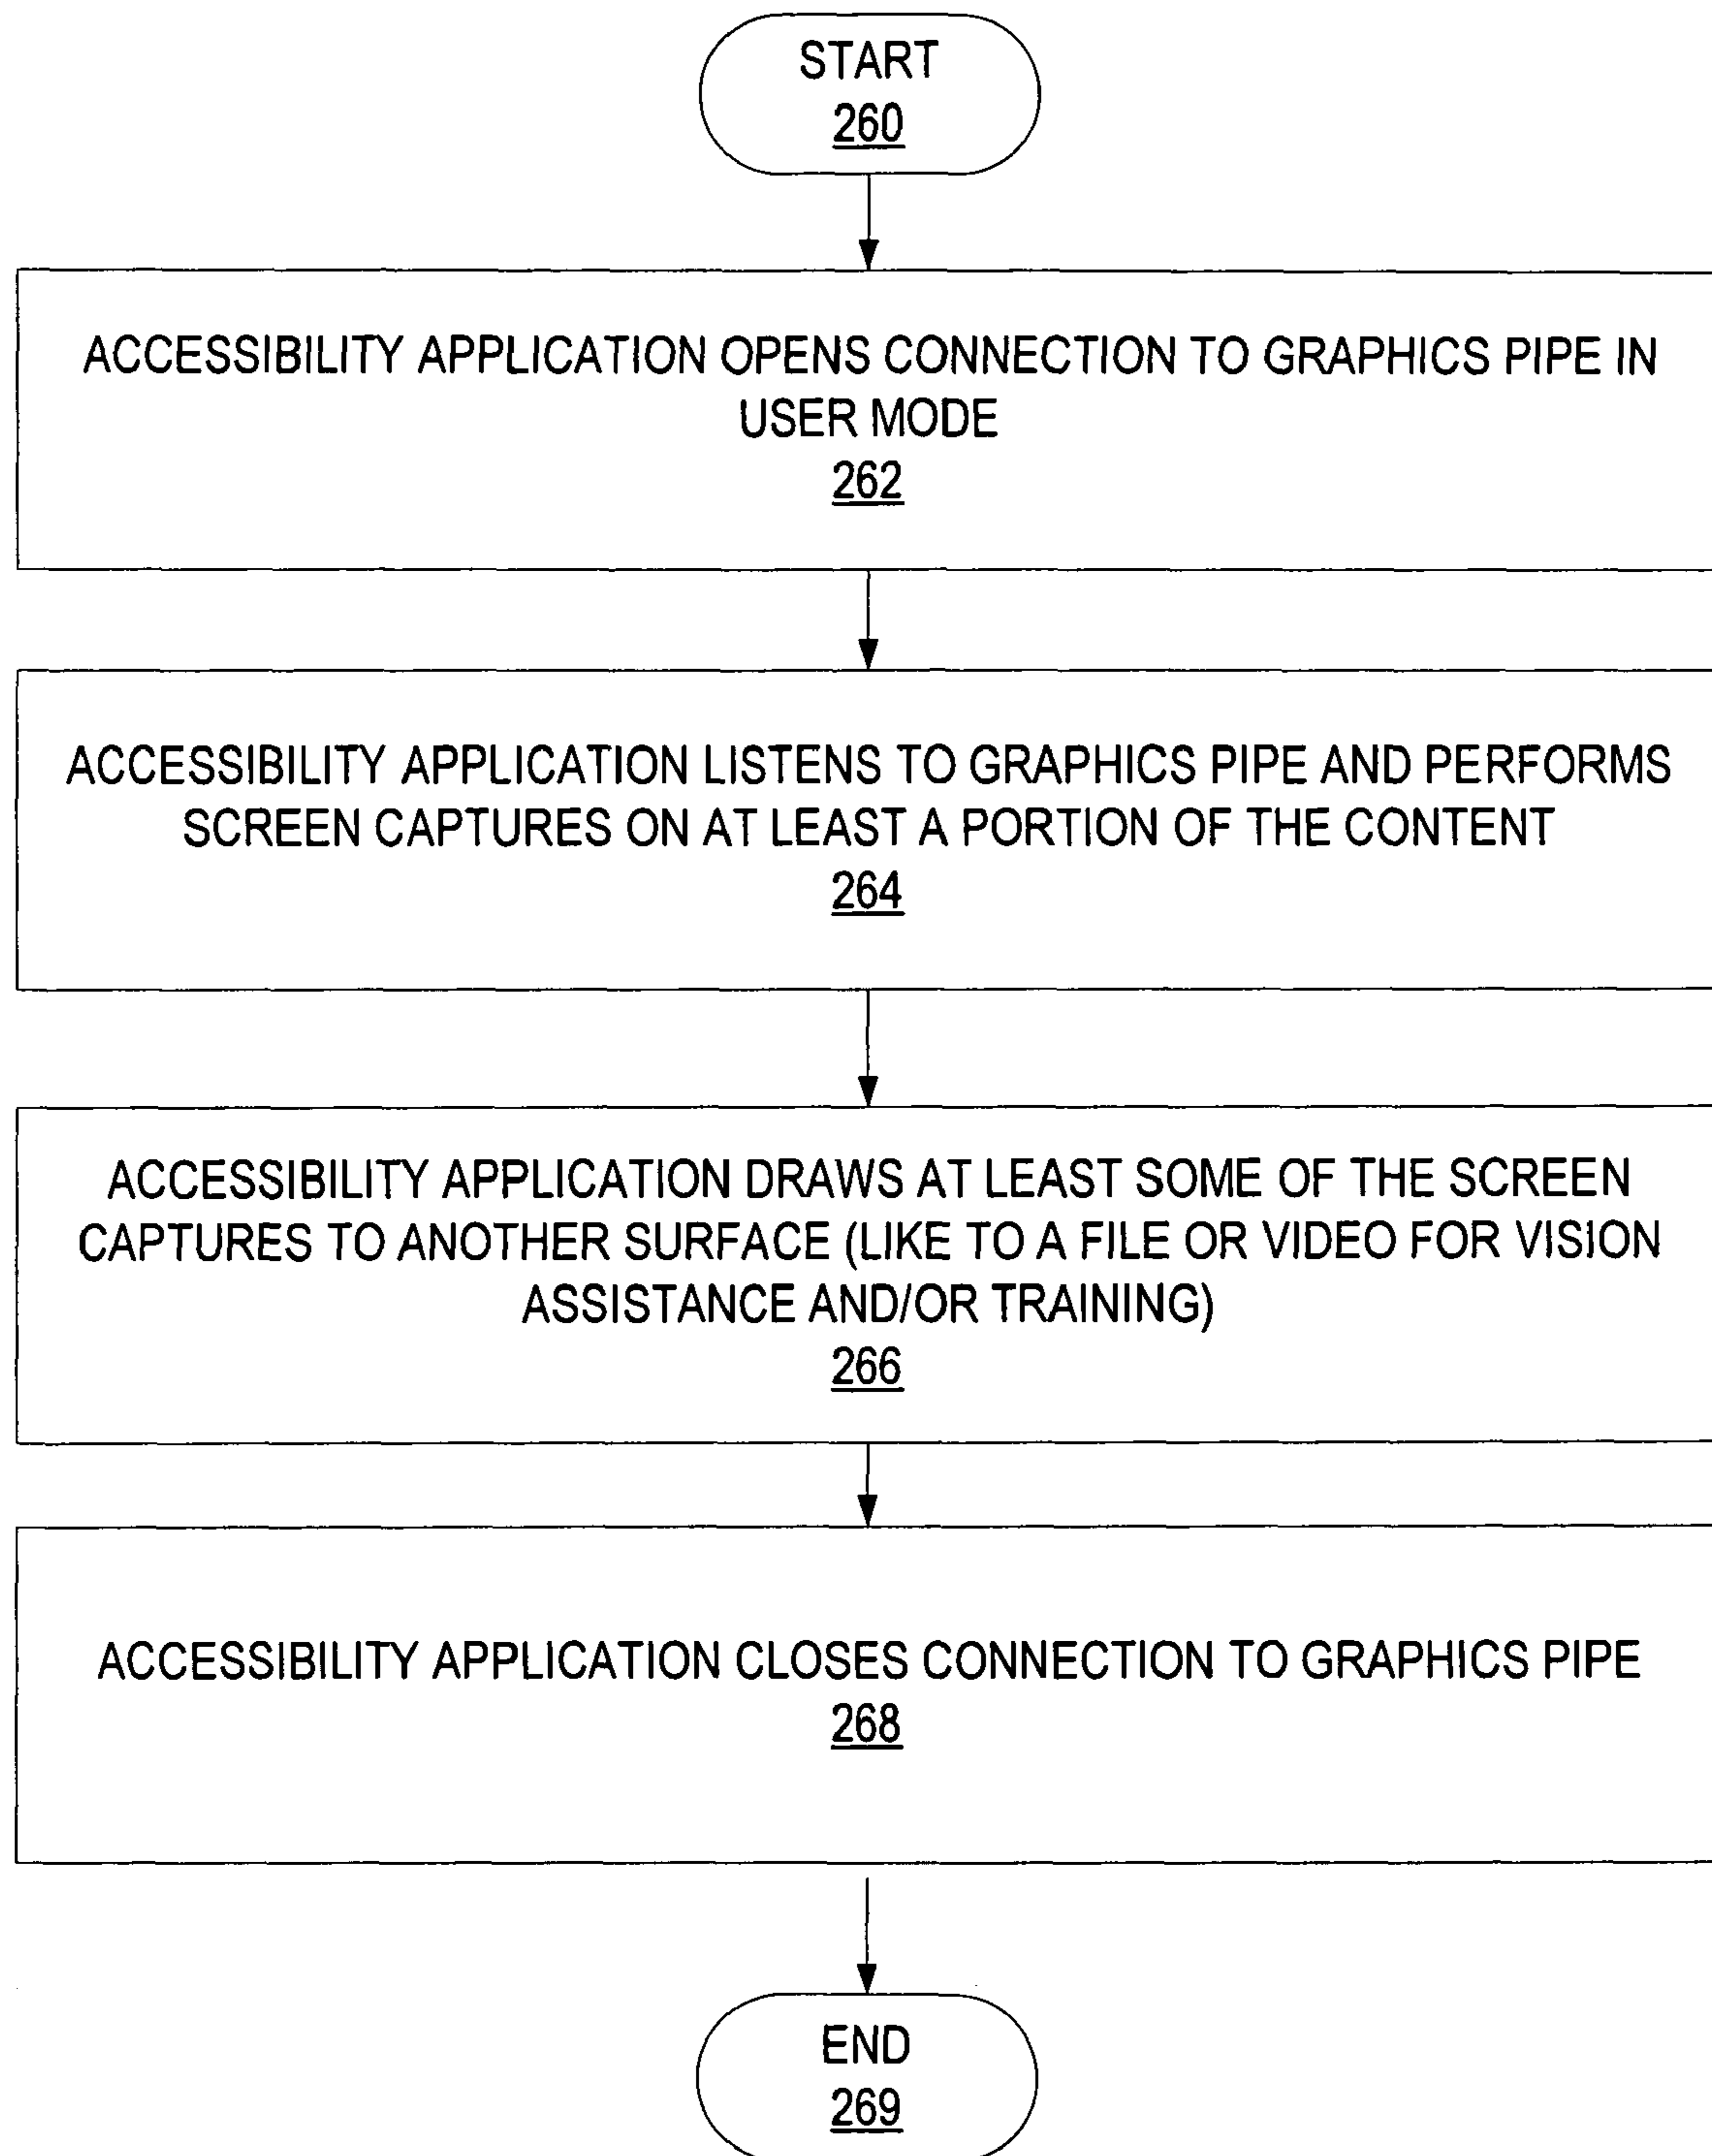 START
260
ACCESSIBILITY APPLICATION OPENS CONNECTION TO GRAPHICS PIPE IN
USER MODE
262
ACCESSIBILITY APPLICATION LISTENS TO GRAPHICS PIPE AND PERFORMS
SCREEN CAPTURES ON AT LEAST A PORTION OF THE CONTENT
264
ACCESSIBILITY APPLICATION DRAWS AT LEAST SOME OF THE SCREEN
CAPTURES TO ANOTHER SURFACE (LIKE TO A FILE OR VIDEO FOR VISION
ASSISTANCE AND/OR TRAINING)
266
ACCESSIBILITY APPLICATION CLOSES CONNECTION TO GRAPHICS PIPE
268
END
269